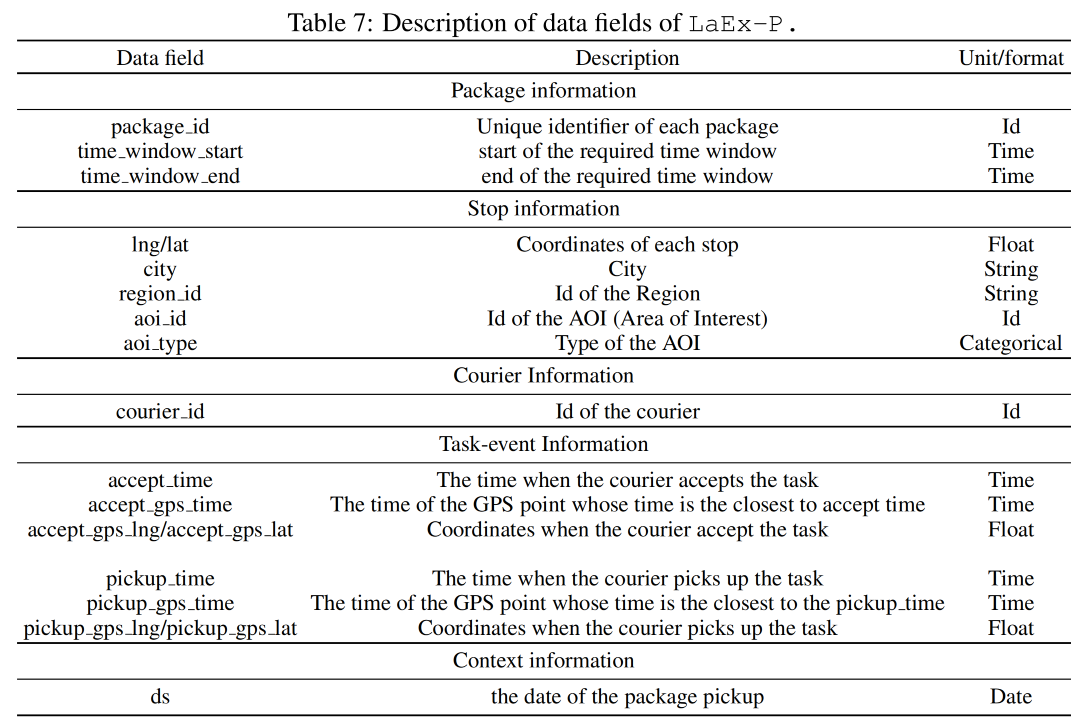 Table 7: Description of data fields of LaEx-P.
Data field Description Unit/format
Package information
package_id Unique identifier of each package Id
time_window_start start of the required time window Time
time_window_end end of the required time window Time
Stop information
lng/lat Coordinates of each stop Float
city City String
region_id Id of the Region String
aoi_id Id of the AOI (Area of Interest) Id
aoi_type Type of the AOI Categorical
Courier Information
courier_id Id of the courier Id
Task-event Information
accept_time The time when the courier accepts the task Time
accept_gps_time The time of the GPS point whose time is the closest to accept time Time
accept_gps_lng/accept_gps_lat Coordinates when the courier accept the task Float
pickup_time The time when the courier picks up the task Time
pickup_gps_time The time of the GPS point whose time is the closest to the pickup_time Time
pickup_gps_lng/pickup_gps_lat Coordinates when the courier picks up the task Float
Context information
ds the date of the package pickup Date